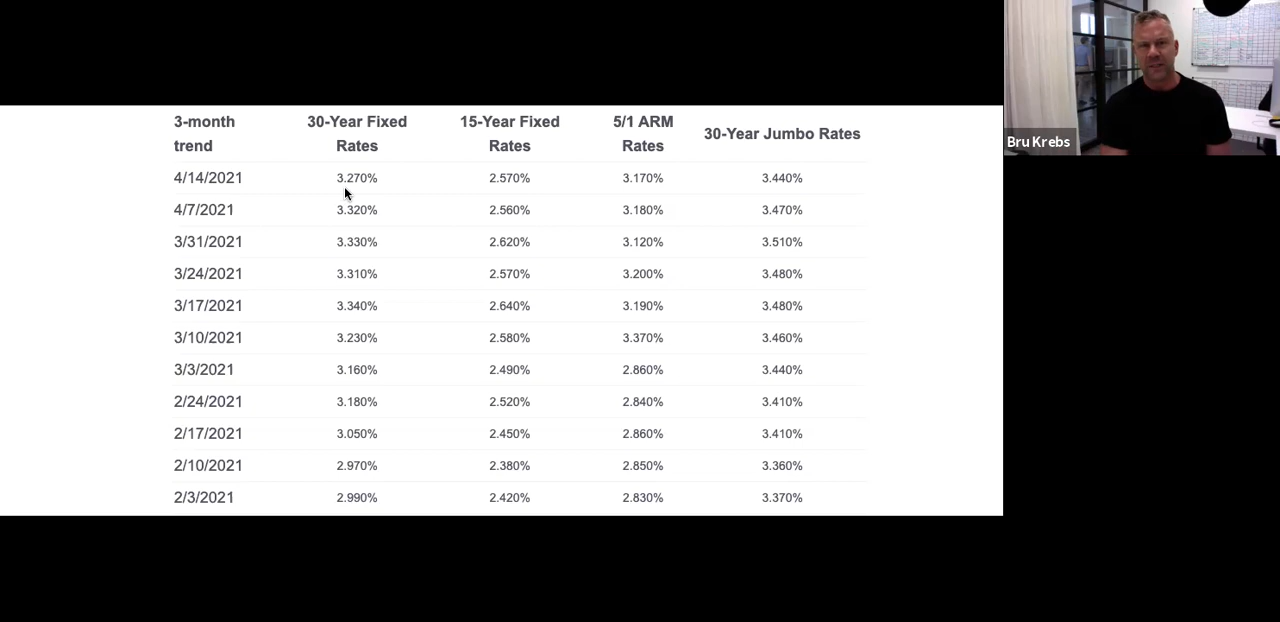 3-month trend 30-Year Fixed Rates 15-Year Fixed Rates 5/1 ARM Rates 30-Year Jumbo Rates
4/14/2021 3.270% 2.570% 3.170% 3.440%
4/7/2021 3.320% 2.560% 3.180% 3.470%
3/31/2021 3.330% 2.620% 3.120% 3.510%
3/24/2021 3.310% 2.570% 3.200% 3.480%
3/17/2021 3.340% 2.640% 3.190% 3.480%
3/10/2021 3.230% 2.580% 3.370% 3.460%
3/3/2021 3.160% 2.490% 2.860% 3.440%
2/24/2021 3.180% 2.520% 2.840% 3.410%
2/17/2021 3.050% 2.450% 2.860% 3.410%
2/10/2021 2.970% 2.380% 2.850% 3.360%
2/3/2021 2.990% 2.420% 2.830% 3.370%
Bru Krebs